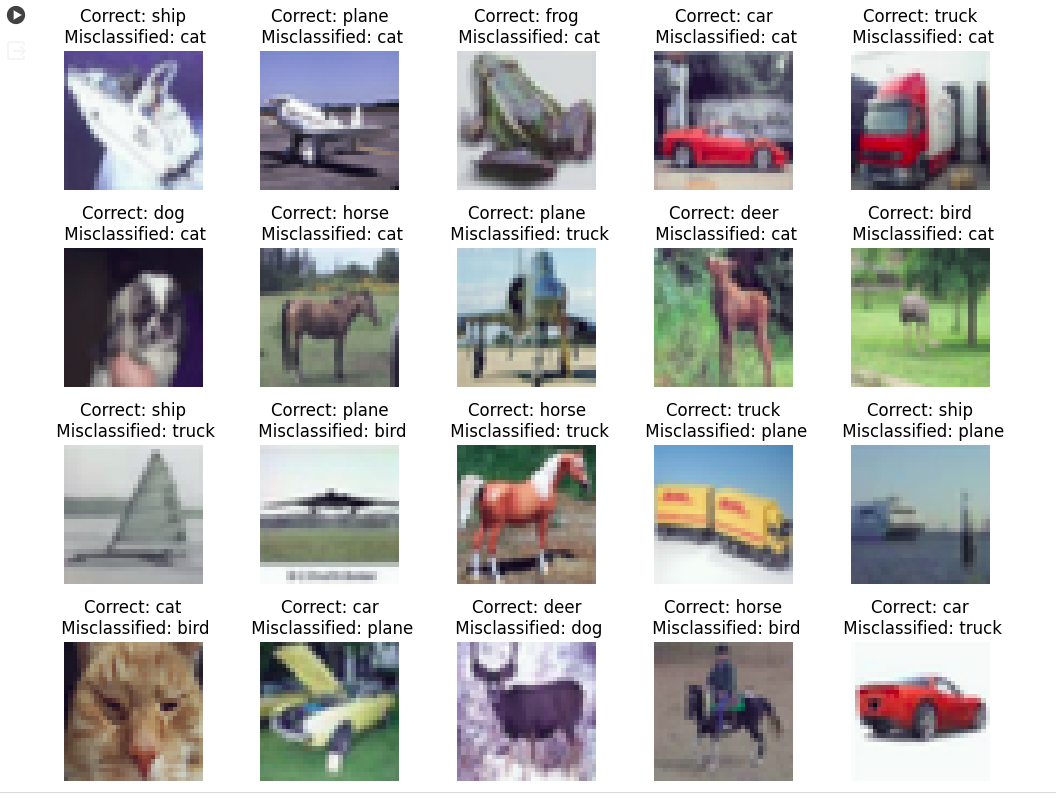 Correct: ship
Misclassified: cat
Correct: plane
Misclassified: cat
Correct: frog
Misclassified: cat
Correct: car
Misclassified: cat
Correct: truck
Misclassified: cat
Correct: dog
Misclassified: cat
Correct: horse
Misclassified: cat
Correct: plane
Misclassified: truck
Correct: deer
Misclassified: cat
Correct: bird
Misclassified: cat
Correct: ship
Misclassified: truck
Correct: plane
Misclassified: bird
Correct: horse
Misclassified: truck
Correct: truck
Misclassified: plane
Correct: ship
Misclassified: plane
Correct: cat
Misclassified: bird
Correct: car
Misclassified: plane
Correct: deer
Misclassified: dog
Correct: horse
Misclassified: bird
Correct: car
Misclassified: truck